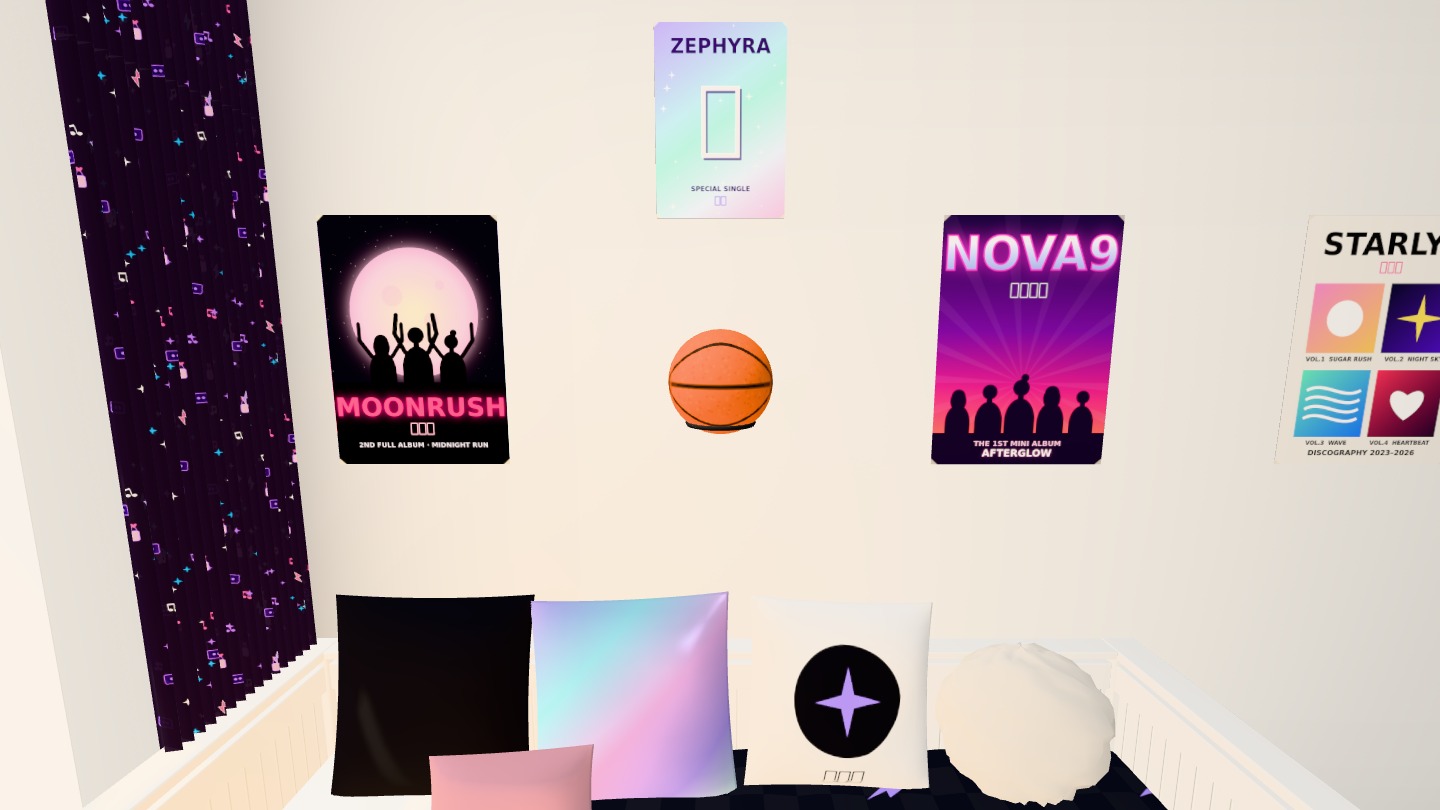 ZEPHYRA
SPECIAL SINGLE
MOONRUSH
2ND FULL ALBUM · MIDNIGHT RUN
NOVA9
THE 1ST MINI ALBUM
AFTERGLOW
STARLY
VOL.1 SUGAR RUSH
VOL.2 NIGHT SK
VOL.3 WAVE
VOL.4 HEARTBEAT
DISCOGRAPHY 2023-2026